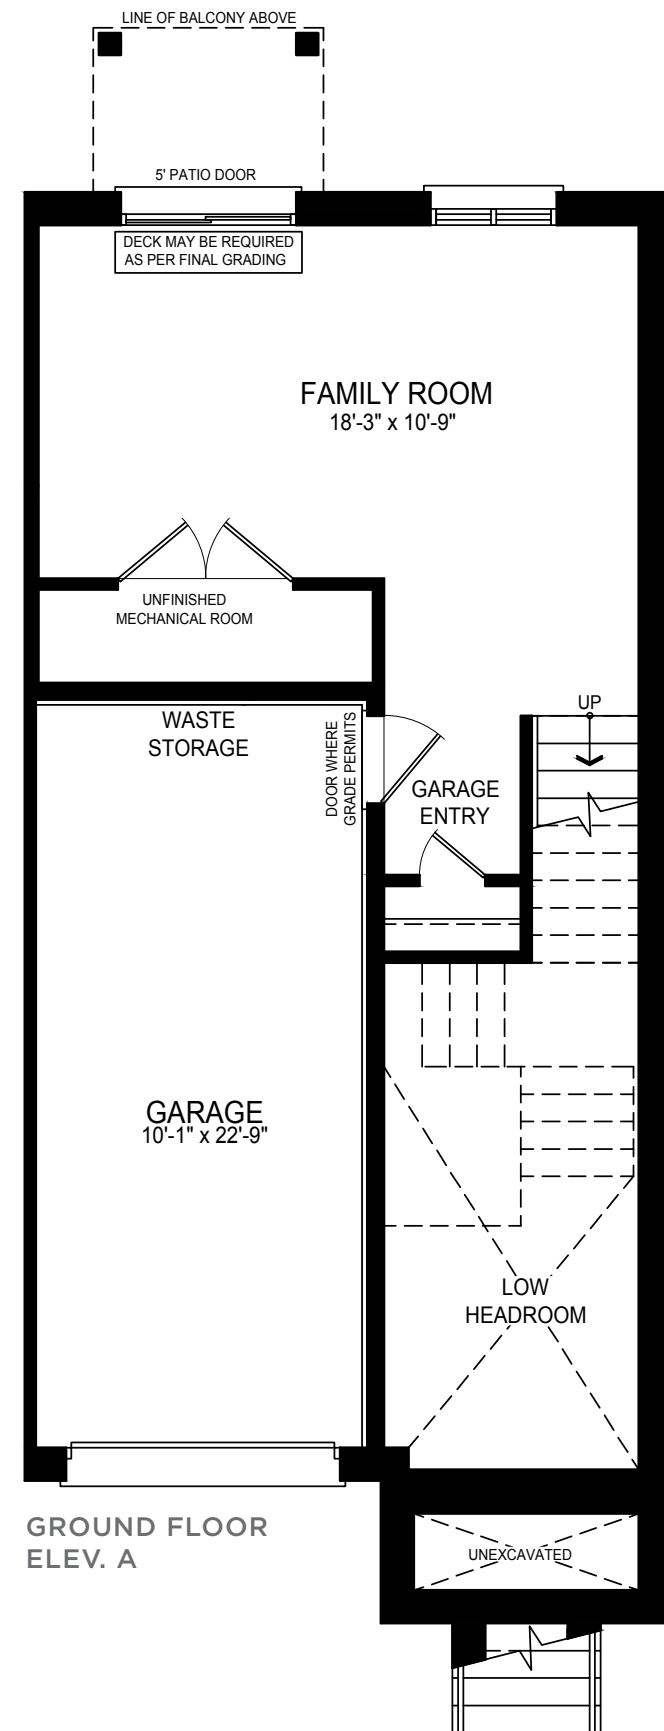 LINE OF BALCONY ABOVE
5' PATIO DOOR
DECK MAY BE REQUIRED
AS PER FINAL GRADING
FAMILY ROOM
18'-3" x 10'-9"
UNFINISHED
MECHANICAL ROOM
WASTE
STORAGE
DOOR WHERE
GRADE PERMITS
UP
GARAGE
ENTRY
GARAGE
10'-1" x 22'-9"
LOW
HEADROOM
GROUND FLOOR
ELEV. A
UNEXCAVATED